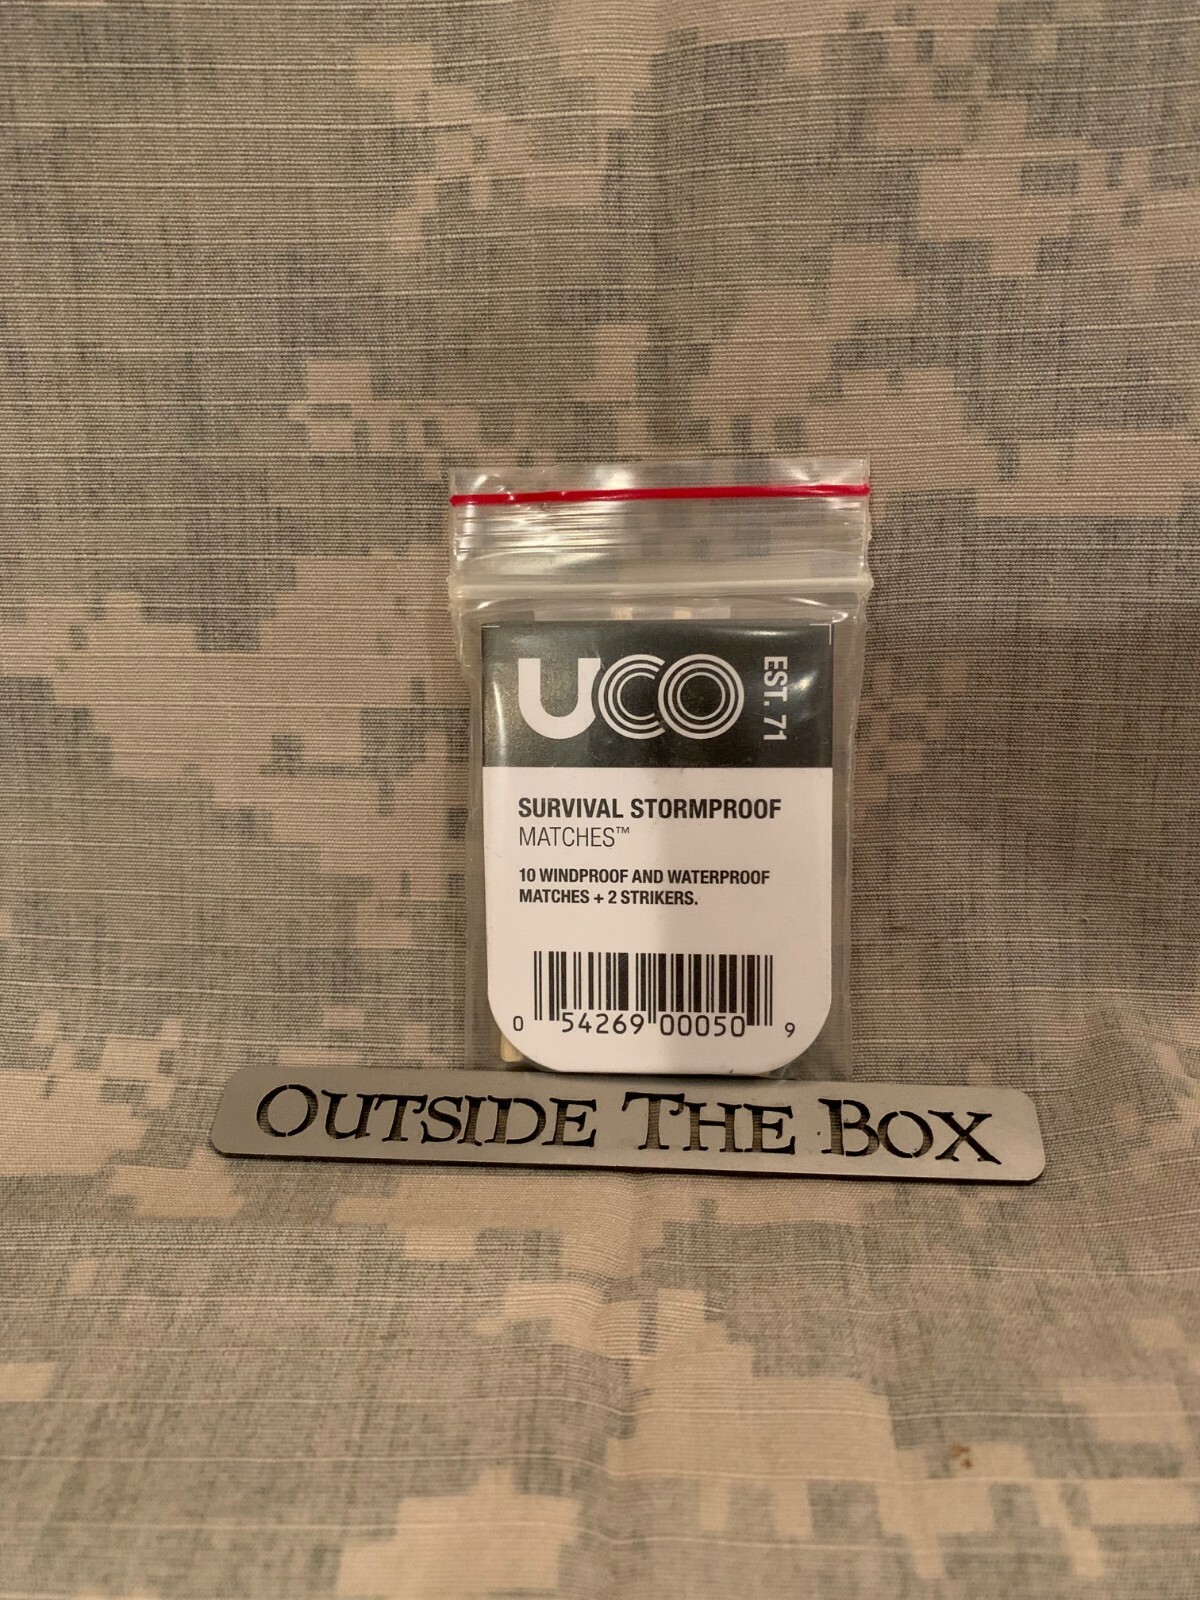 UCO
EST. 71
SURVIVAL STORMPROOF
MATCHES™
10 WINDPROOF AND WATERPROOF
MATCHES + 2 STRIKERS.
0 54269 00050 9
OUTSIDE THE BOX